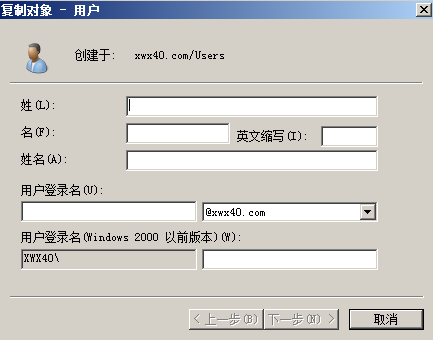 复制对象 - 用户
创建于: xwx40.com/Users
姓(L):
名(F): 英文缩写(I):
姓名(A):
用户登录名(U):
@xwx40.com
用户登录名(Windows 2000 以前版本)(W):
XWX40\
< 上一步(B) 下一步(N) > 取消